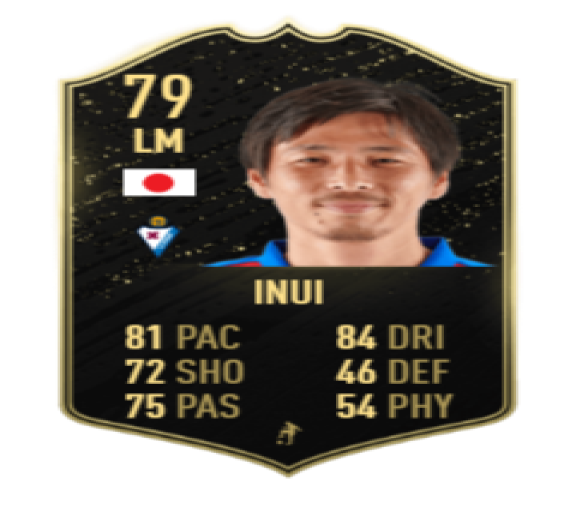 79
LM
INUI
81 PAC 84 DRI
72 SHO 46 DEF
75 PAS 54 PHY